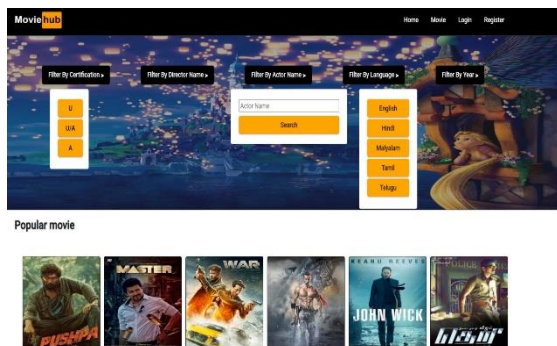 Moviehub
Home Movie Login Register
Filter By Certification » Filter By Director Name » Filter By Actor Name » Filter By Language » Filter By Year »
U
U/A
A
Actor Name
Search
English
Hindi
Malyalam
Tamil
Telugu
Popular movie
PUSHPA
MASTER
WAR
KEANU REEVES
JOHN WICK
POLICE
தெறி